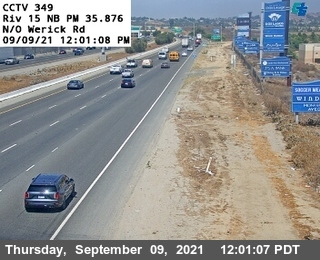 CCTV 349
Riv 15 NB PM 35.876
N/O Werick Rd
09/09/21 12:01:08 PM
Thursday, September 09, 2021 12:01:07 PDT